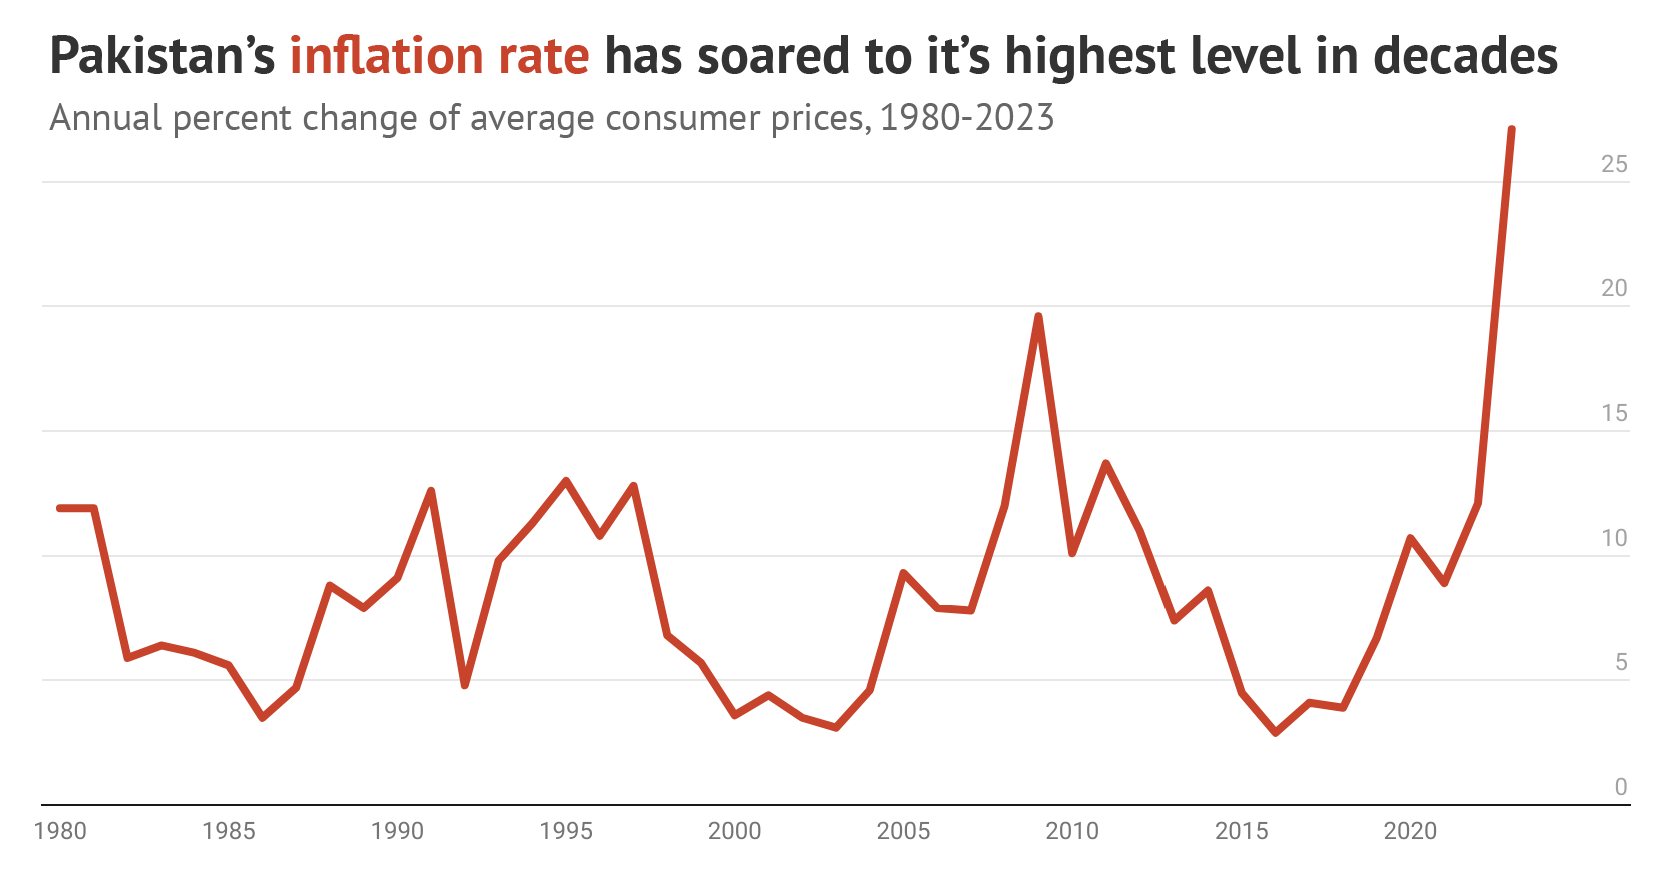 Pakistan’s inflation rate has soared to it’s highest level in decades
Annual percent change of average consumer prices, 1980-2023
25
20
15
10
5
0
1980 1985 1990 1995 2000 2005 2010 2015 2020